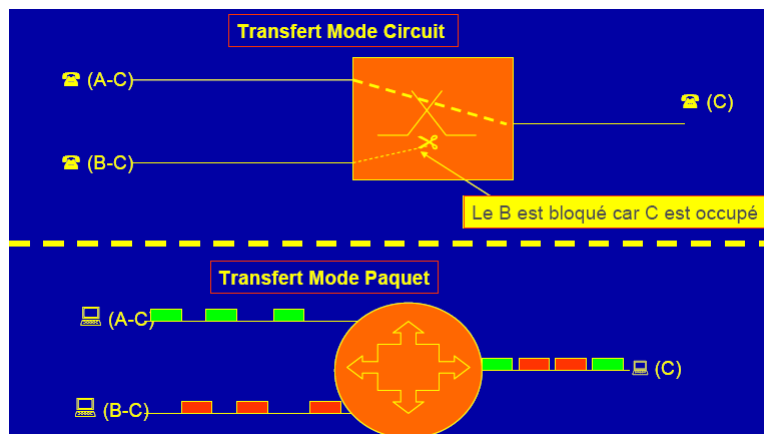 Transfert Mode Circuit
(A-C)
(C)
(B-C)
Le B est bloqué car C est occupé
Transfert Mode Paquet
(A-C)
(C)
(B-C)